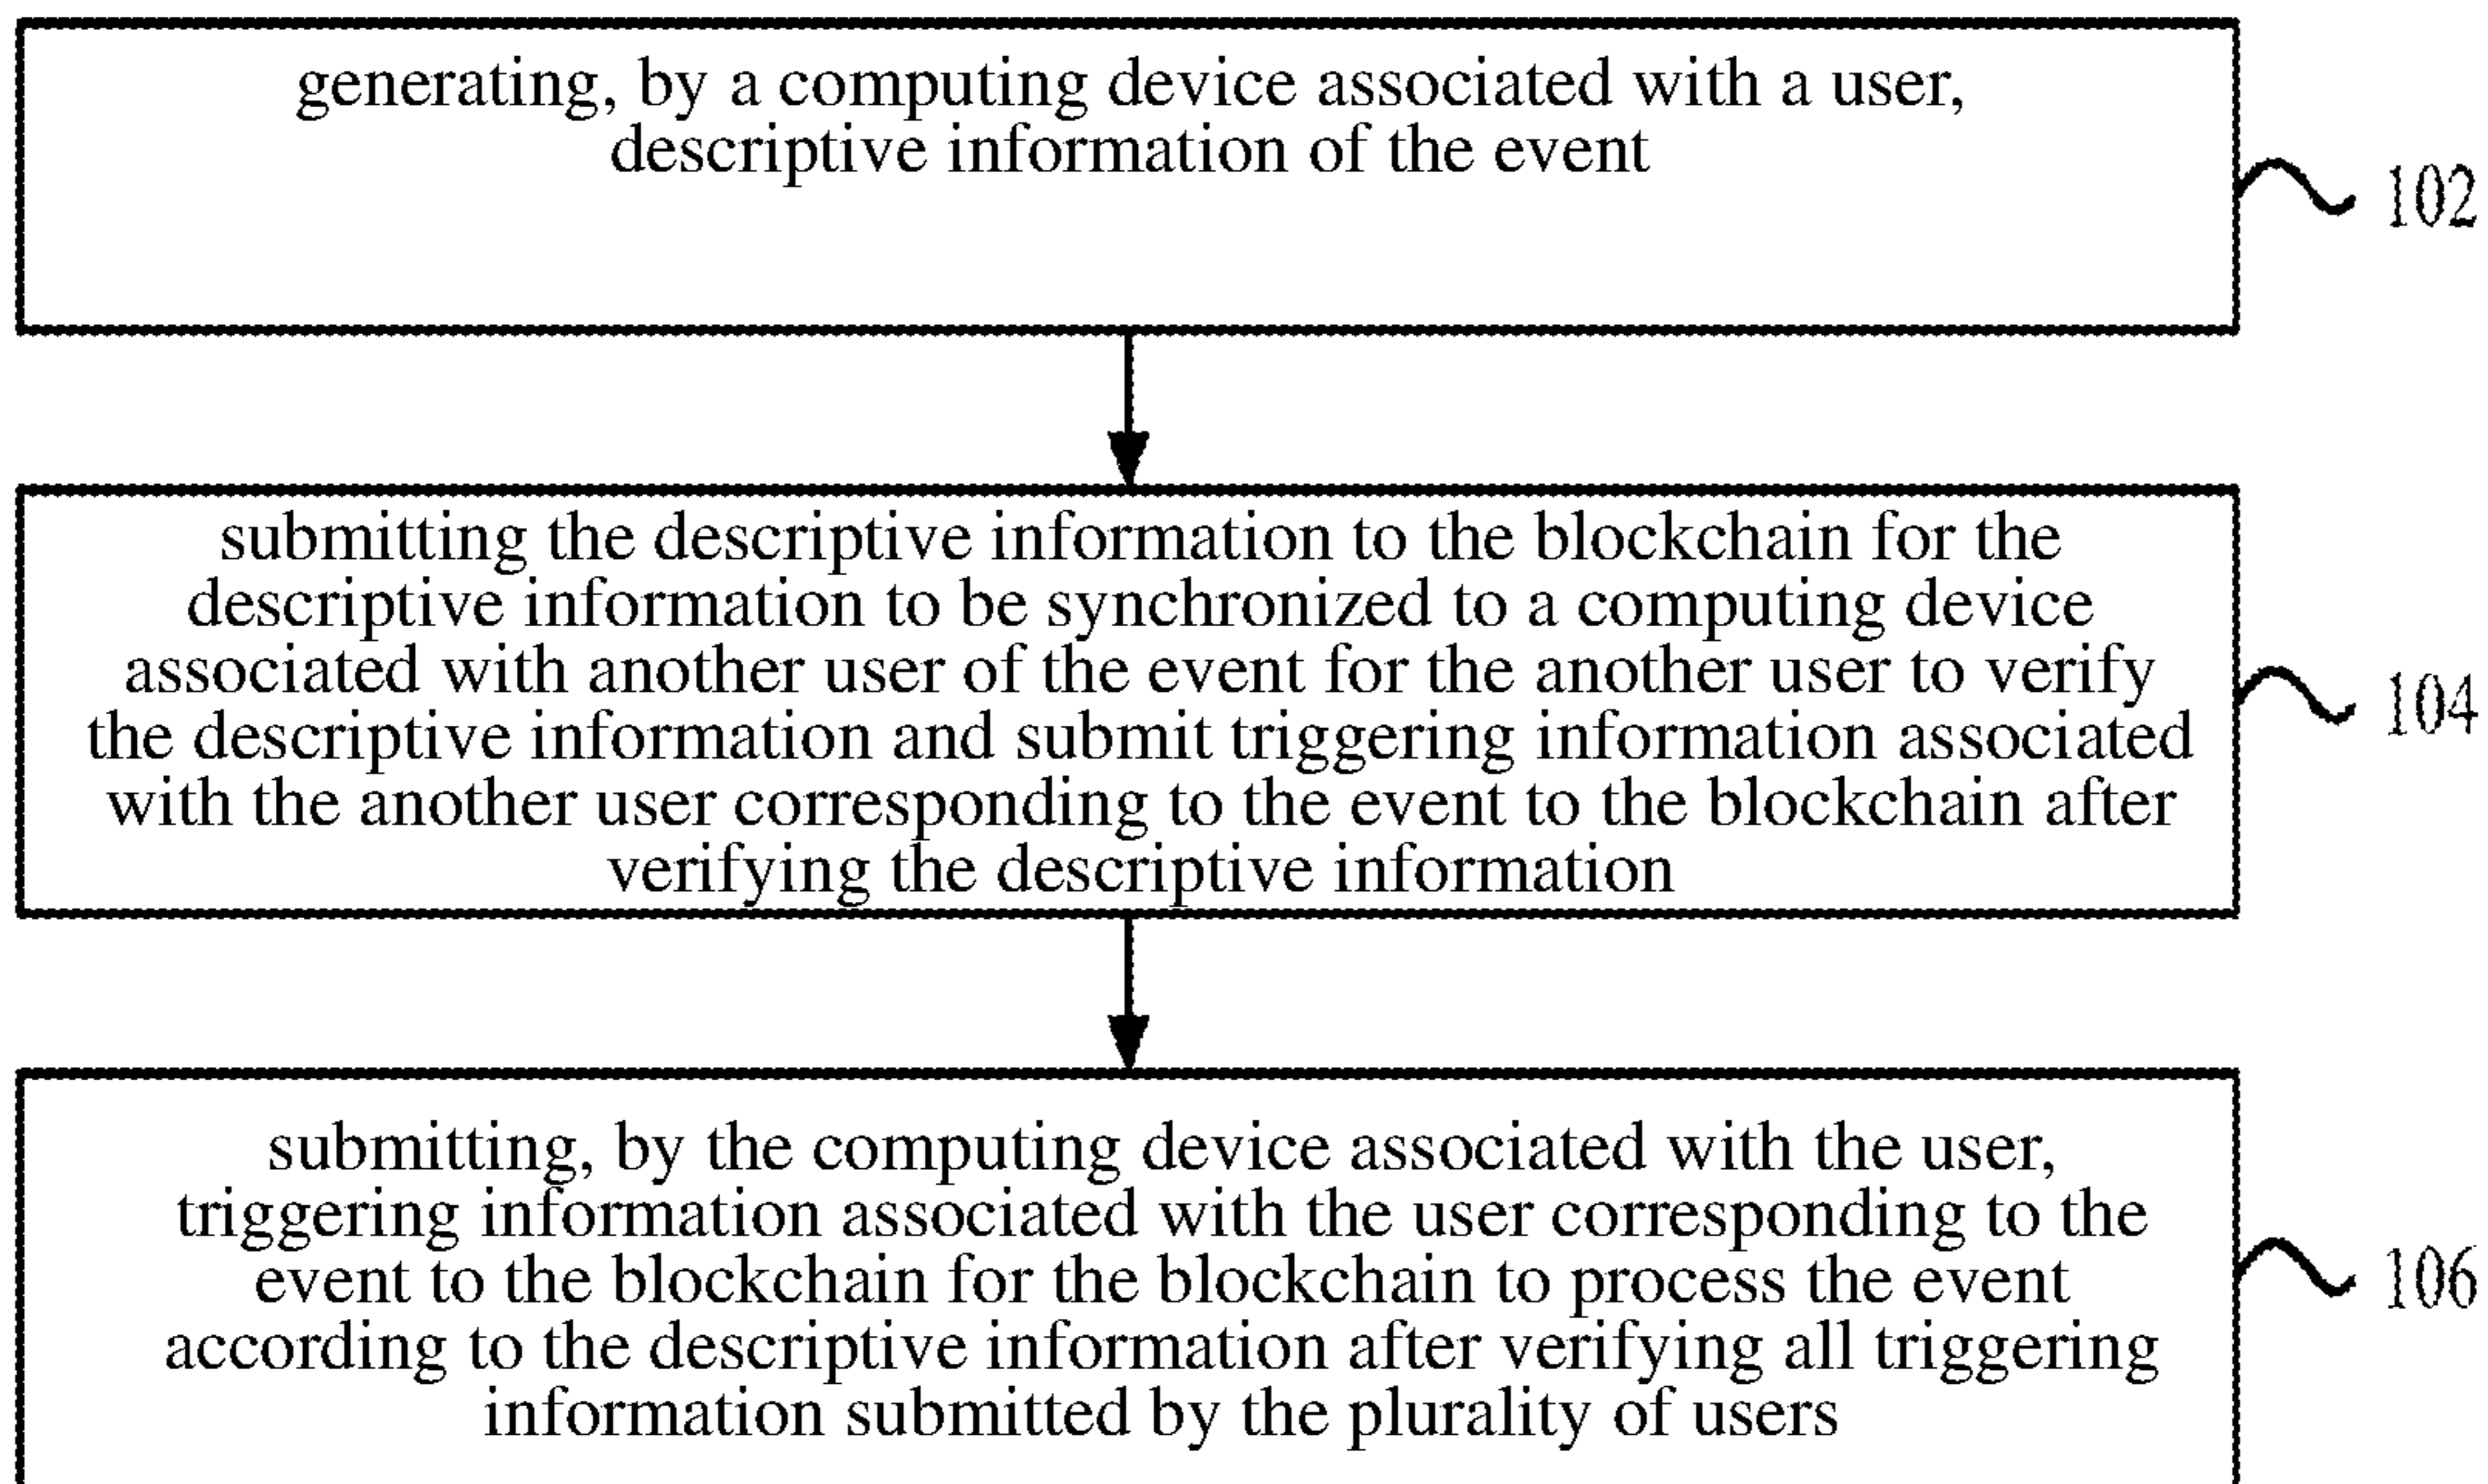 generating, by a computing device associated with a user,
descriptive information of the event
102
submitting the descriptive information to the blockchain for the
descriptive information to be synchronized to a computing device
associated with another user of the event for the another user to verify
the descriptive information and submit triggering information associated
with the another user corresponding to the event to the blockchain after
verifying the descriptive information
104
submitting, by the computing device associated with the user,
triggering information associated with the user corresponding to the
event to the blockchain for the blockchain to process the event
according to the descriptive information after verifying all triggering
information submitted by the plurality of users
106